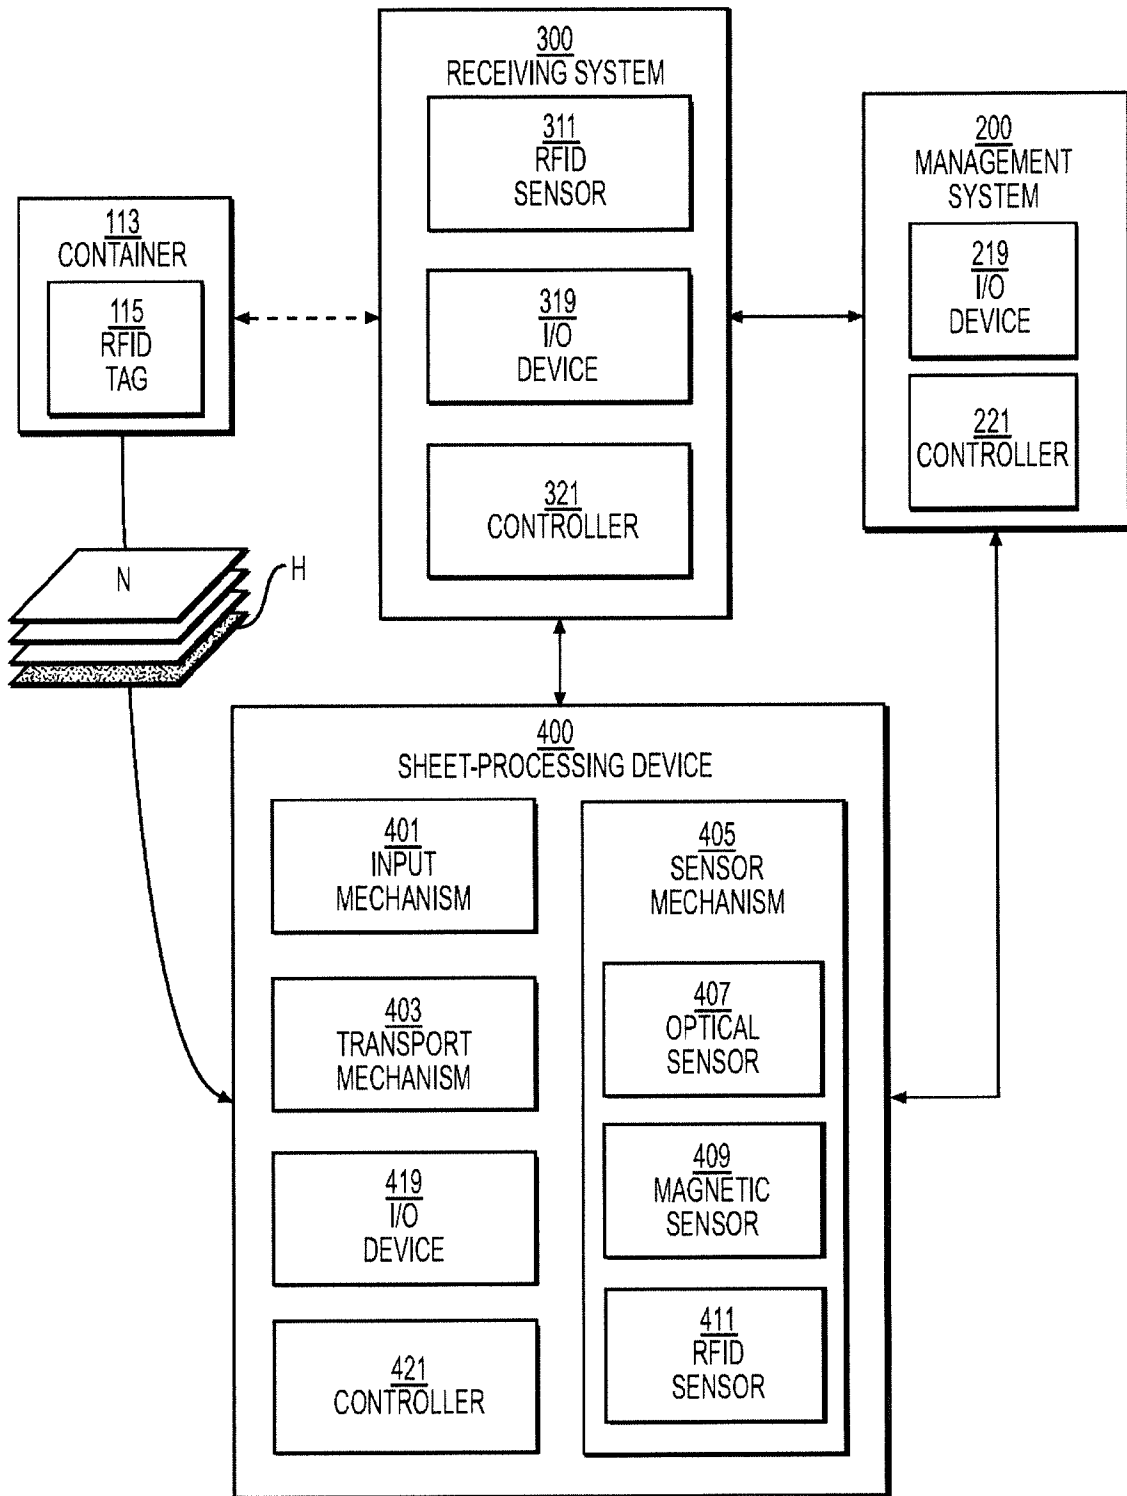 300
RECEIVING SYSTEM
311
RFID
SENSOR
319
I/O
DEVICE
321
CONTROLLER
200
MANAGEMENT
SYSTEM
219
I/O
DEVICE
221
CONTROLLER
113
CONTAINER
115
RFID
TAG
N
H
400
SHEET-PROCESSING DEVICE
401
INPUT
MECHANISM
403
TRANSPORT
MECHANISM
419
I/O
DEVICE
421
CONTROLLER
405
SENSOR
MECHANISM
407
OPTICAL
SENSOR
409
MAGNETIC
SENSOR
411
RFID
SENSOR